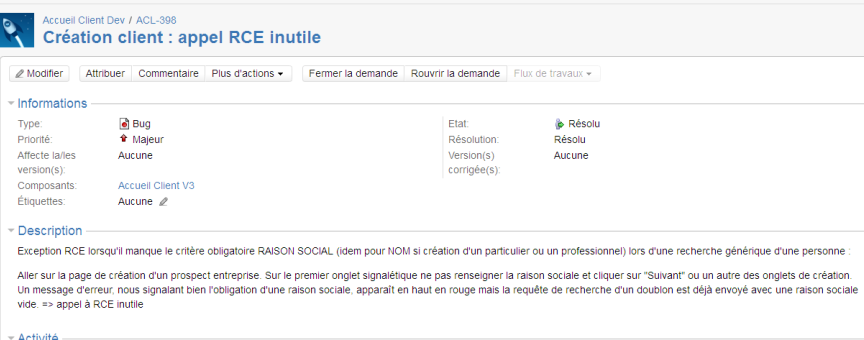 Accueil Client Dev / ACL-398
Création client : appel RCE inutile
Modifier Attribuer Commentaire Plus d'actions Fermer la demande Rouvrir la demande Flux de travaux
Informations
Type: Bug Etat: Résolu
Priorité: Majeur Résolution: Résolu
Affecte la/les Aucune Version(s) Aucune
version(s): corrigée(s):
Composants: Accueil Client V3
Étiquettes: Aucune
Description
Exception RCE lorsqu'il manque le critère obligatoire RAISON SOCIAL (idem pour NOM si création d'un particulier ou un professionnel) lors d'une recherche générique d'une personne :
Aller sur la page de création d'un prospect entreprise. Sur le premier onglet signalétique ne pas renseigner la raison sociale et cliquer sur "Suivant" ou un autre des onglets de création.
Un message d'erreur, nous signalant bien l'obligation d'une raison sociale, apparaît en haut en rouge mais la requête de recherche d'un doublon est déjà envoyé avec une raison sociale
vide. => appel à RCE inutile
Activité